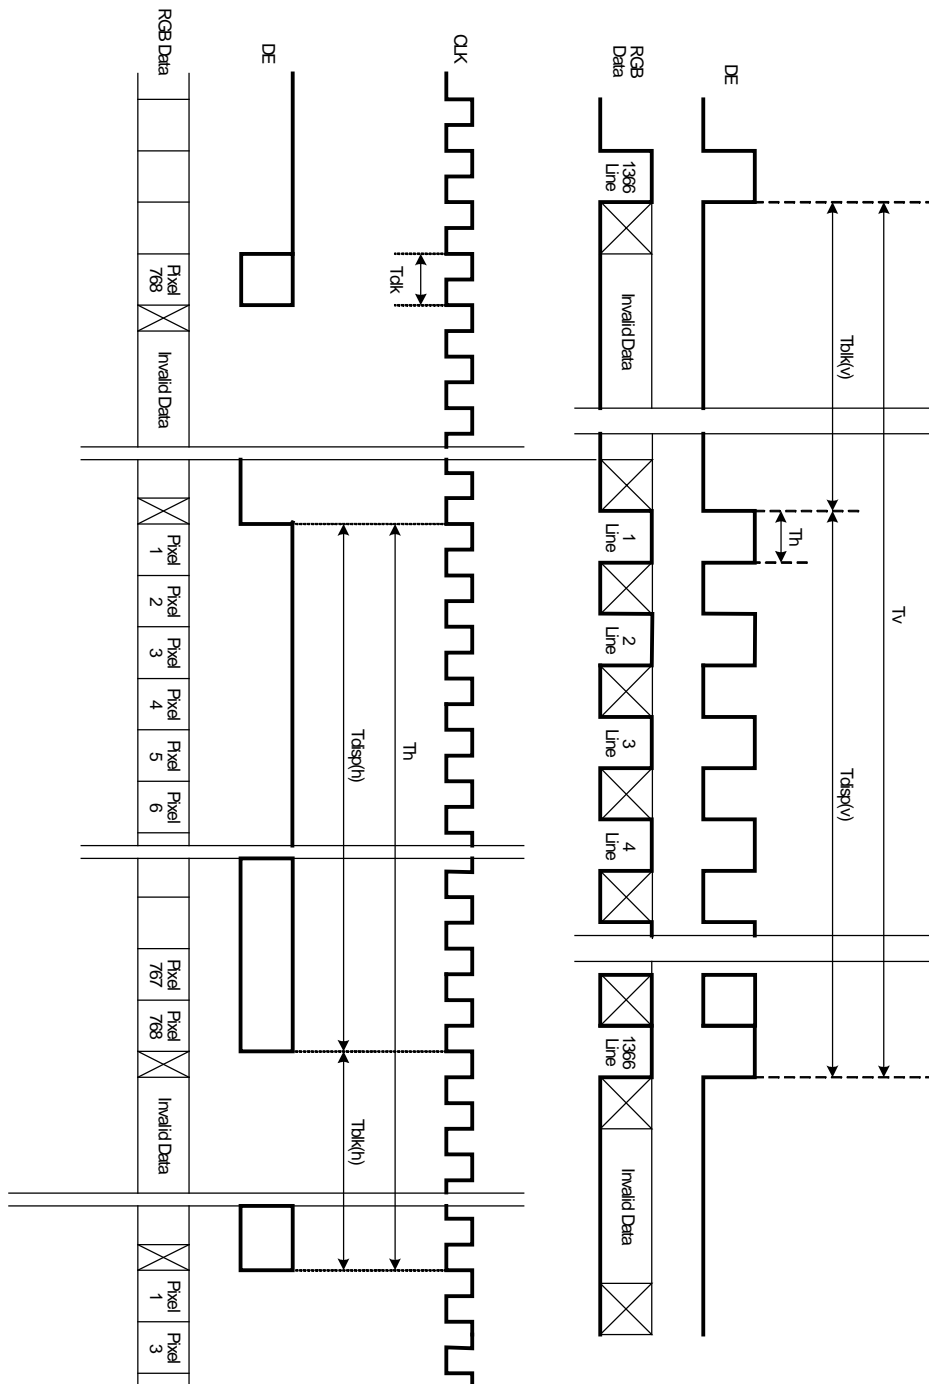 Tv
Tblk(v)
Tdisp(v)
Th
DE
RGB
Data
1366
Line
Invalid Data
1
Line
2
Line
3
Line
4
Line
1366
Line
Invalid Data
CLK
Tclk
Th
Tdisp(h)
Tblk(h)
DE
RGB Data
Pixel
768
Invalid Data
Pixel
1
Pixel
2
Pixel
3
Pixel
4
Pixel
5
Pixel
6
Pixel
767
Pixel
768
Invalid Data
Pixel
1
Pixel
3